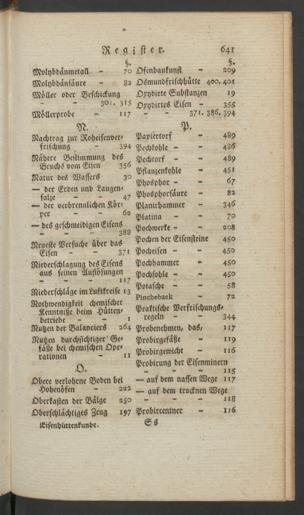 Register. 641
§.
Molybdänmetall - 70
Molybdänsäure - 82
Möller oder Beschickung
- - 301. 315
Möllerprobe - 117
N.
Nachtrag zur Roheisenver-
frischung - 394
Nähere Bestimmung des
Bruchs vom Eisen 356
Natur des Wassers 30
— der Erden und Laugen-
salze - 47
— der verbrennlichen Kör-
per - 62
— des geschmeidigen Eisens
- - 388
Neueste Versuche über das
Eisen - - 371
Niederschlagung des Eisens
aus seinen Auflösungen
- - 117
Niederschläge im Luftkreise 13
Nothwendigkeit chemischer
Kenntnisse beim Hütten-
betriebe - - 1
Nutzen der Balanciers 264
Nutzen durchsichtiger Ge-
fäße bei chemischen Ope-
rationen - 11
O.
Obere verlohrne Boden bei
Hohenöfen - 222
Oberkasten der Bälge 250
Oberschlächtiges Zeug 197
Eisenhüttenkunde.
§.
Ofenbaukunst - 209
Osmundfrischhütte 400. 401
Oxydirte Substanzen 19
Oxydirtes Eisen - 355
- - 371. 386. 394
P.
Papiertorf - 489
Pechkohle - - 486
Pechtorf - - 489
Pflanzenkohle - 451
Phosphor - - 67
Phosphorsäure - 82
Planirhammer - 346
Platina - - 70
Pochwerke - - 208
Pochen der Eisensteine 450
Pocheisen - - 450
Pochhammer - 450
Pochsohle - - 450
Potasche - - 58
Pincheback - 72
Praktische Verfrischungs-
regeln - - 344
Probenehmen, das, - 117
Probirgefäße - 119
Probirgewicht - 116
Probirung der Eisenminern
- - 115
— auf dem nassen Wege 117
— auf dem trocknen Wege
- - 118
Probircentner - 116
Ss